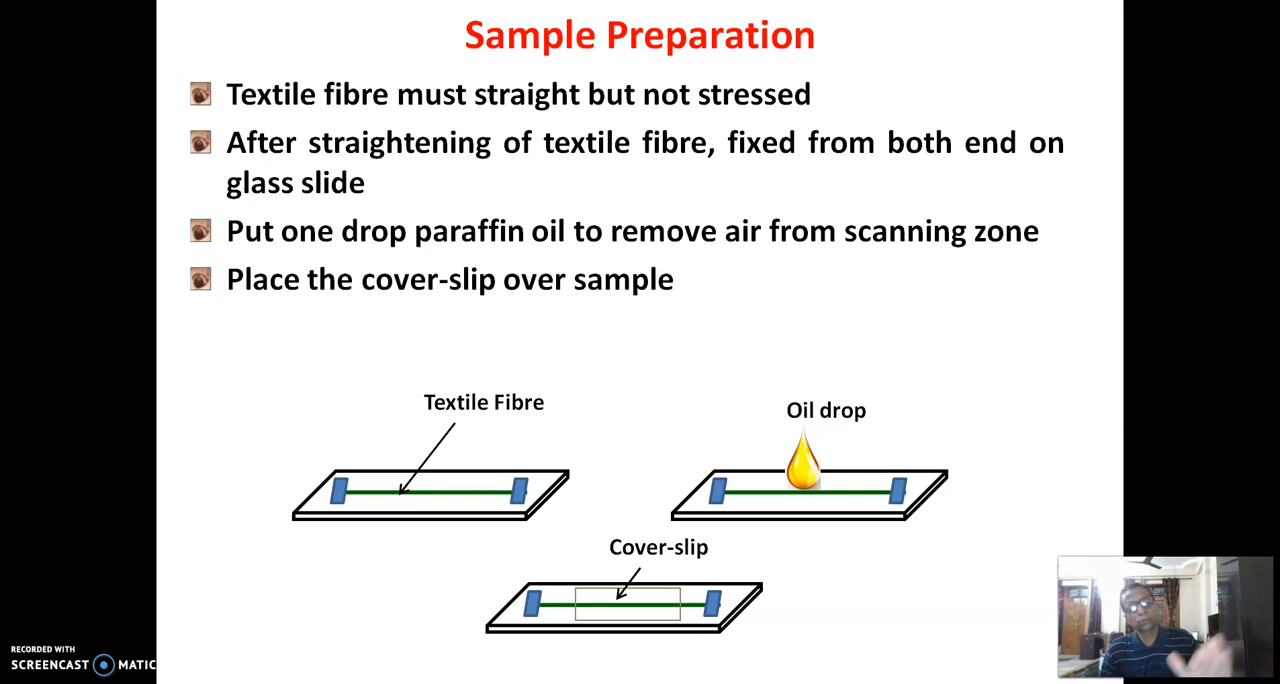 Sample Preparation
Textile fibre must straight but not stressed
After straightening of textile fibre, fixed from both end on
glass slide
Put one drop paraffin oil to remove air from scanning zone
Place the cover-slip over sample
Textile Fibre
Oil drop
Cover-slip
RECORDED WITH
SCREENCAST MATIC